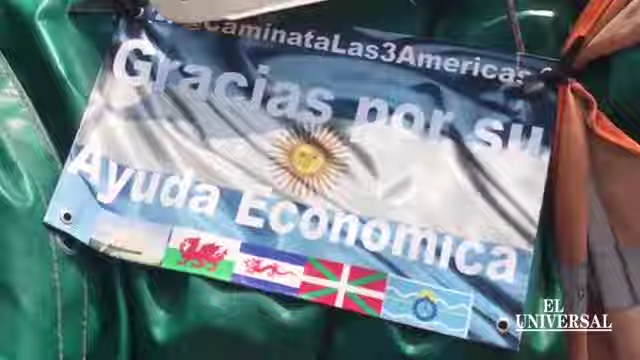 CaminataLas3Americas
Gracias por su
Ayuda Económica
EL
UNIVERSAL